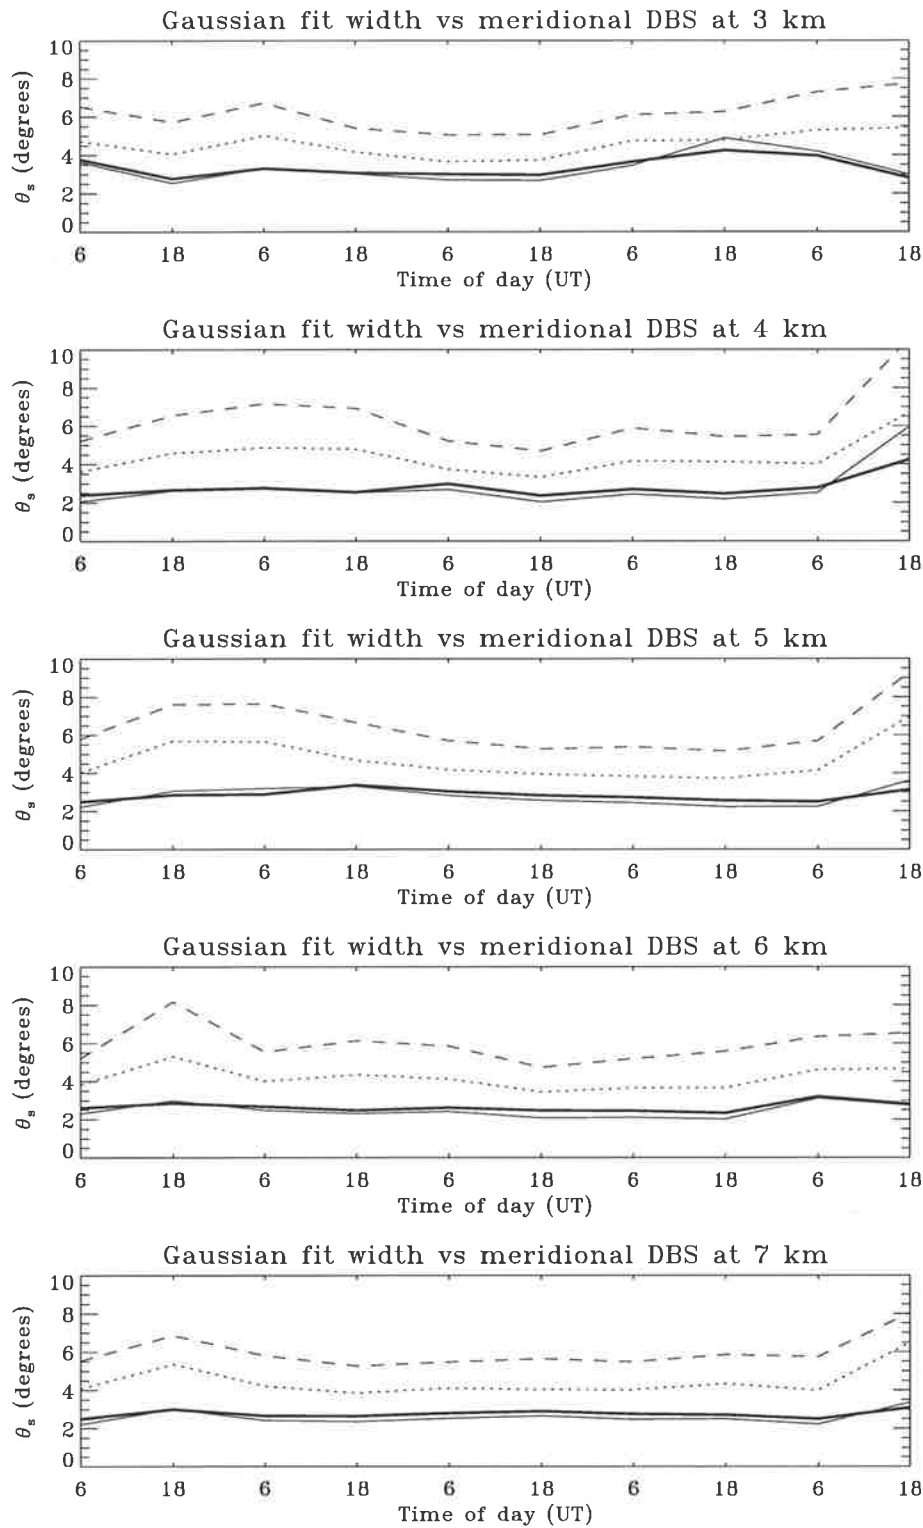 Gaussian fit width vs meridional DBS at 3 km
θs (degrees)
10
8
6
4
2
0
6 18 6 18 6 18 6 18 6 18
Time of day (UT)
Gaussian fit width vs meridional DBS at 4 km
θs (degrees)
10
8
6
4
2
0
6 18 6 18 6 18 6 18 6 18
Time of day (UT)
Gaussian fit width vs meridional DBS at 5 km
θs (degrees)
10
8
6
4
2
0
6 18 6 18 6 18 6 18 6 18
Time of day (UT)
Gaussian fit width vs meridional DBS at 6 km
θs (degrees)
10
8
6
4
2
0
6 18 6 18 6 18 6 18 6 18
Time of day (UT)
Gaussian fit width vs meridional DBS at 7 km
θs (degrees)
10
8
6
4
2
0
6 18 6 18 6 18 6 18 6 18
Time of day (UT)